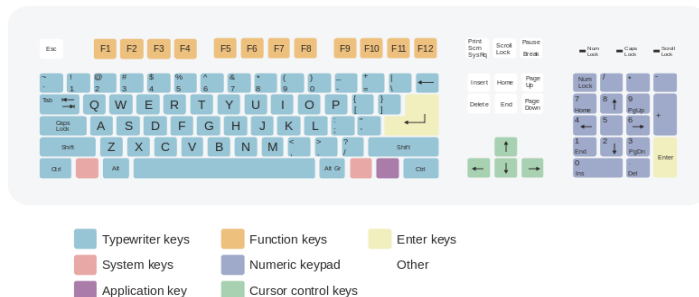 Esc F1 F2 F3 F4 F5 F6 F7 F8 F9 F10 F11 F12
Print Scrn SysRq
Scroll Lock
Pause Break
Num Lock
Caps Lock
Scroll Lock
~ ! @ # $ % ^ & * ( ) _ + |
` 1 2 3 4 5 6 7 8 9 0 - = \
Tab Q W E R T Y U I O P { [ } ]
Caps Lock A S D F G H J K L : ; " '
Shift Z X C V B N M < , > . ? / Shift
Ctrl Alt Alt Gr Ctrl
Insert Home Page Up
Delete End Page Down
Num Lock / * -
7 Home 8 9 PgUp +
4 5 6
1 End 2 3 PgDn Enter
0 Ins . Del
Typewriter keys
System keys
Application key
Function keys
Numeric keypad
Cursor control keys
Enter keys
Other